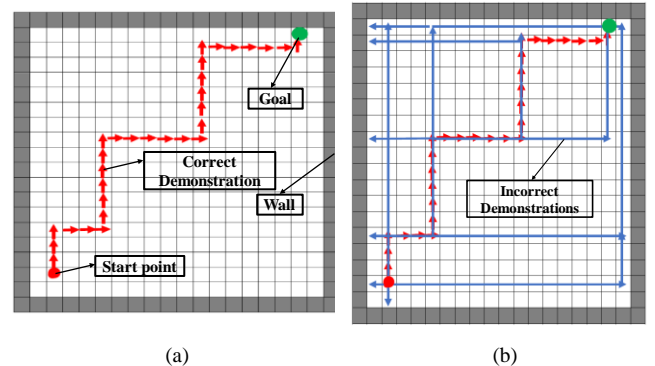 Goal
Correct
Demonstration
Wall
Start point
Incorrect
Demonstrations
(a)
(b)